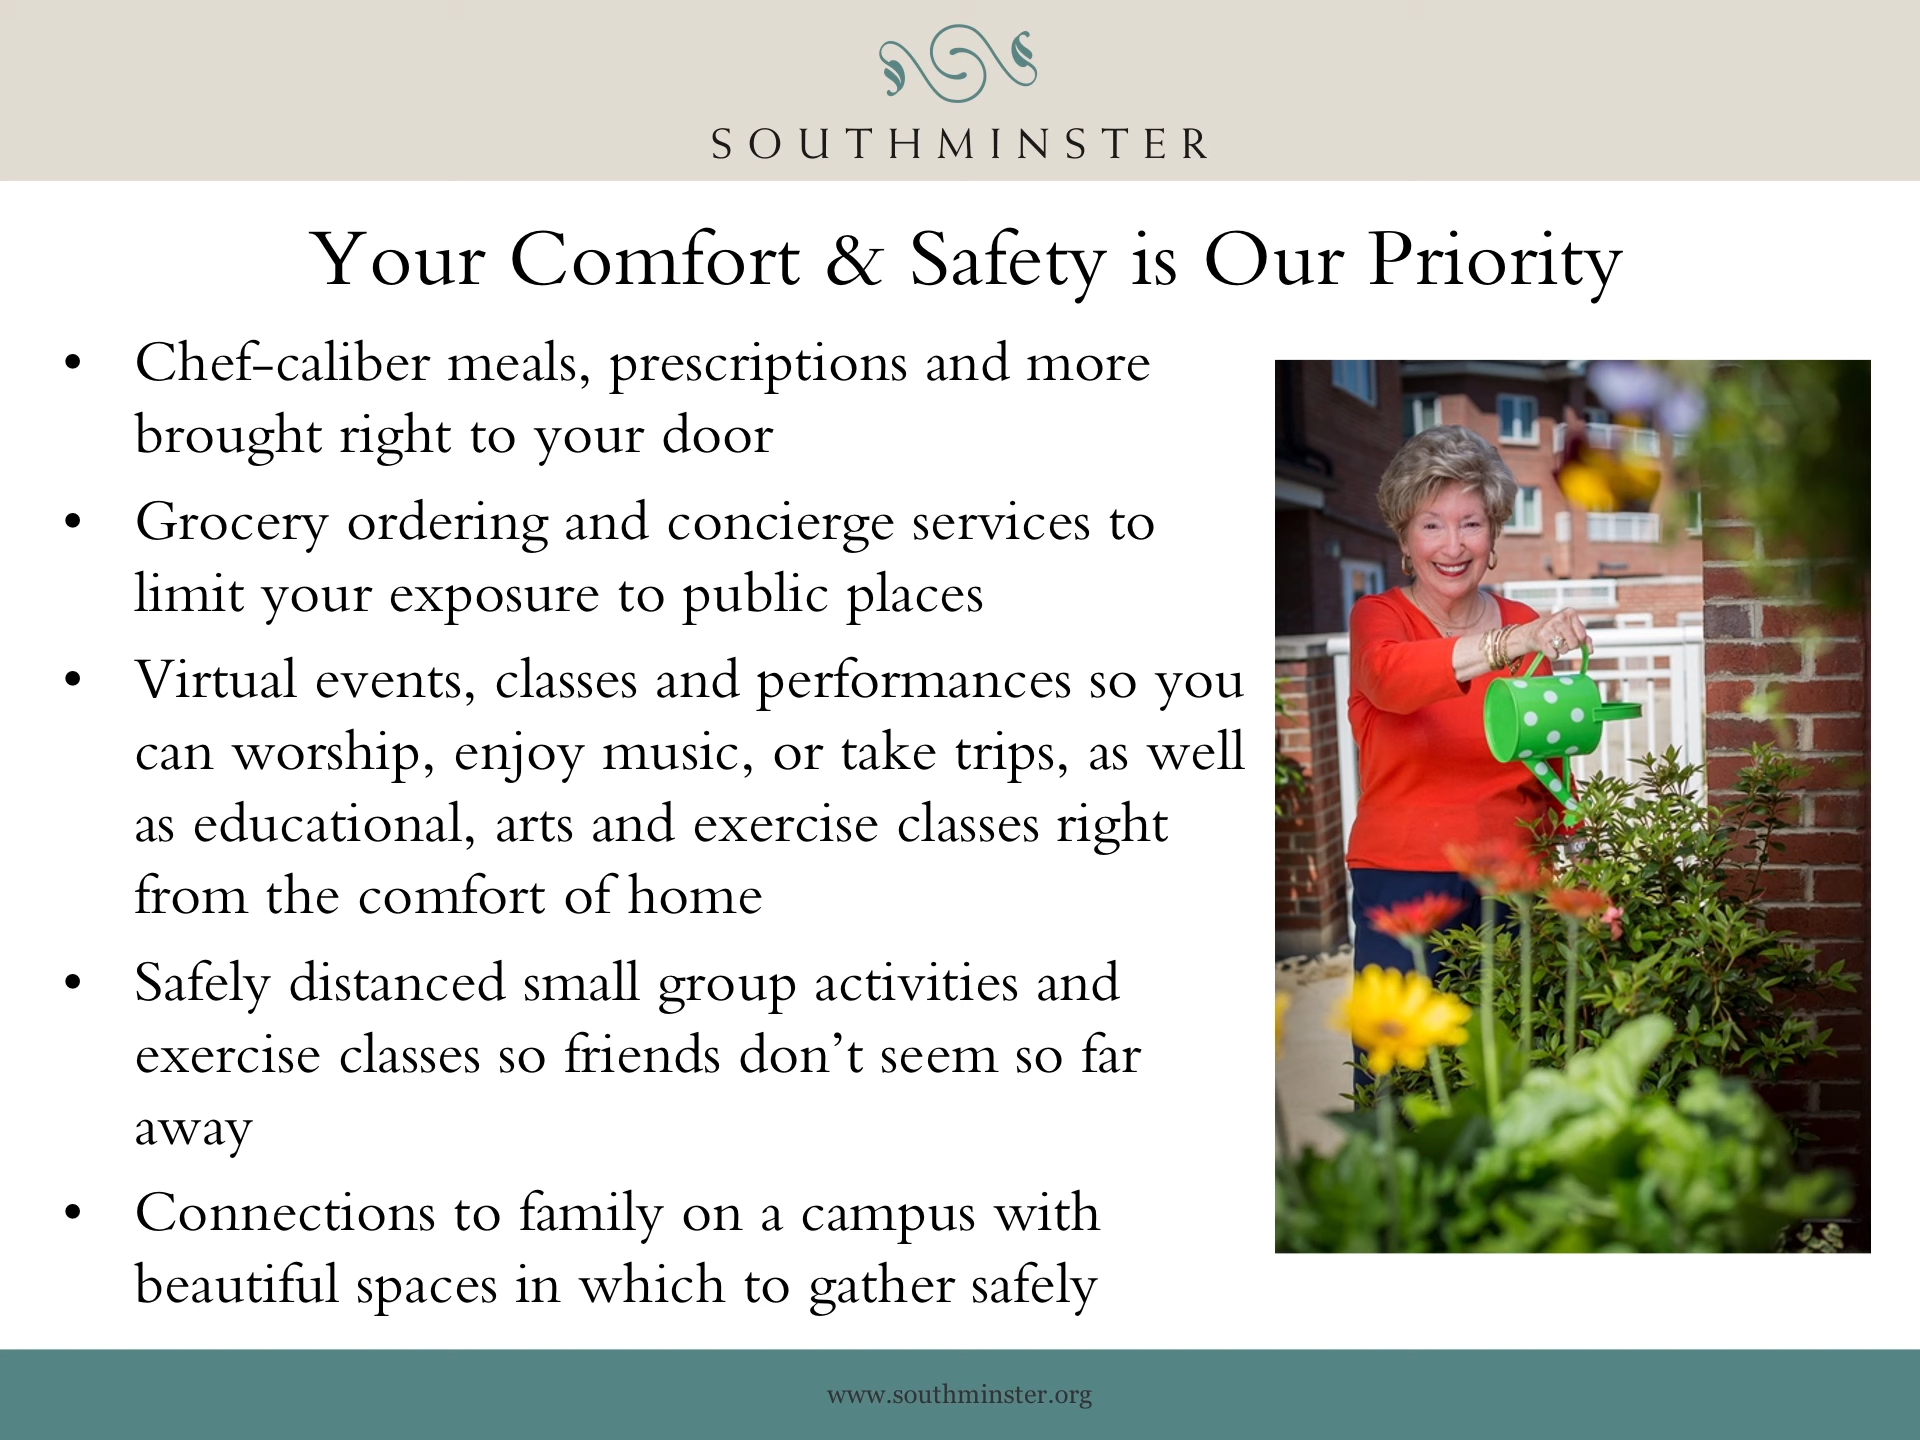 SOUTHMINSTER
Your Comfort & Safety is Our Priority
• Chef-caliber meals, prescriptions and more
brought right to your door
• Grocery ordering and concierge services to
limit your exposure to public places
• Virtual events, classes and performances so you
can worship, enjoy music, or take trips, as well
as educational, arts and exercise classes right
from the comfort of home
• Safely distanced small group activities and
exercise classes so friends don’t seem so far
away
• Connections to family on a campus with
beautiful spaces in which to gather safely
www.southminster.org